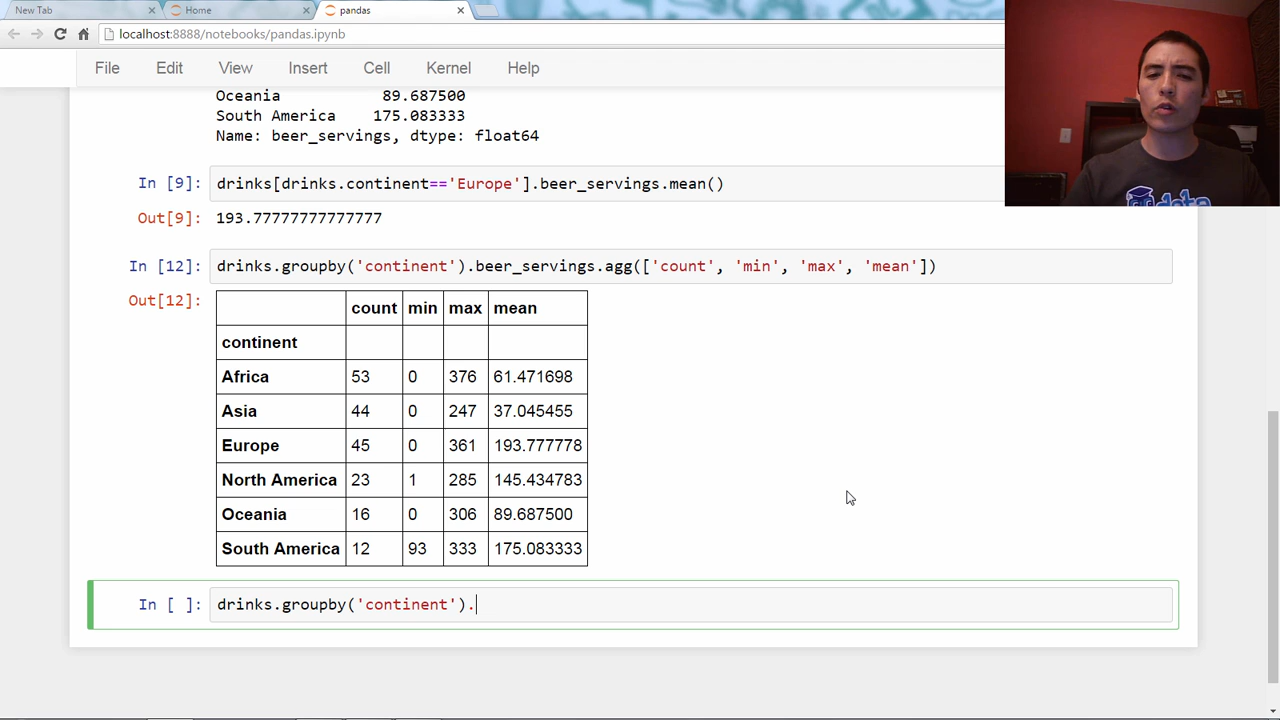 New Tab
Home
pandas
localhost:8888/notebooks/pandas.ipynb
File Edit View Insert Cell Kernel Help
Oceania 89.687500
South America 175.083333
Name: beer_servings, dtype: float64
In [9]: drinks[drinks.continent=='Europe'].beer_servings.mean()
Out[9]: 193.77777777777777
In [12]: drinks.groupby('continent').beer_servings.agg(['count', 'min', 'max', 'mean'])
Out[12]:
count min max mean
continent
Africa 53 0 376 61.471698
Asia 44 0 247 37.045455
Europe 45 0 361 193.777778
North America 23 1 285 145.434783
Oceania 16 0 306 89.687500
South America 12 93 333 175.083333
In [ ]: drinks.groupby('continent').
data